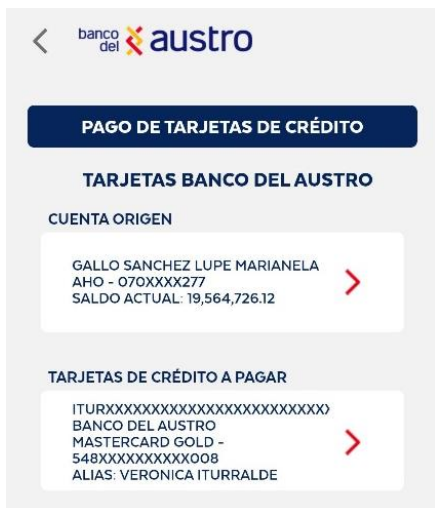 banco del austro
PAGO DE TARJETAS DE CRÉDITO
TARJETAS BANCO DEL AUSTRO
CUENTA ORIGEN
GALLO SANCHEZ LUPE MARIANELA
AHO - 070XXXX277
SALDO ACTUAL: 19,564,726.12
TARJETAS DE CRÉDITO A PAGAR
ITURXXXXXXXXXXXXXXXXXXXXXXXXXX
BANCO DEL AUSTRO
MASTERCARD GOLD -
548XXXXXXXXXX008
ALIAS: VERONICA ITURRALDE